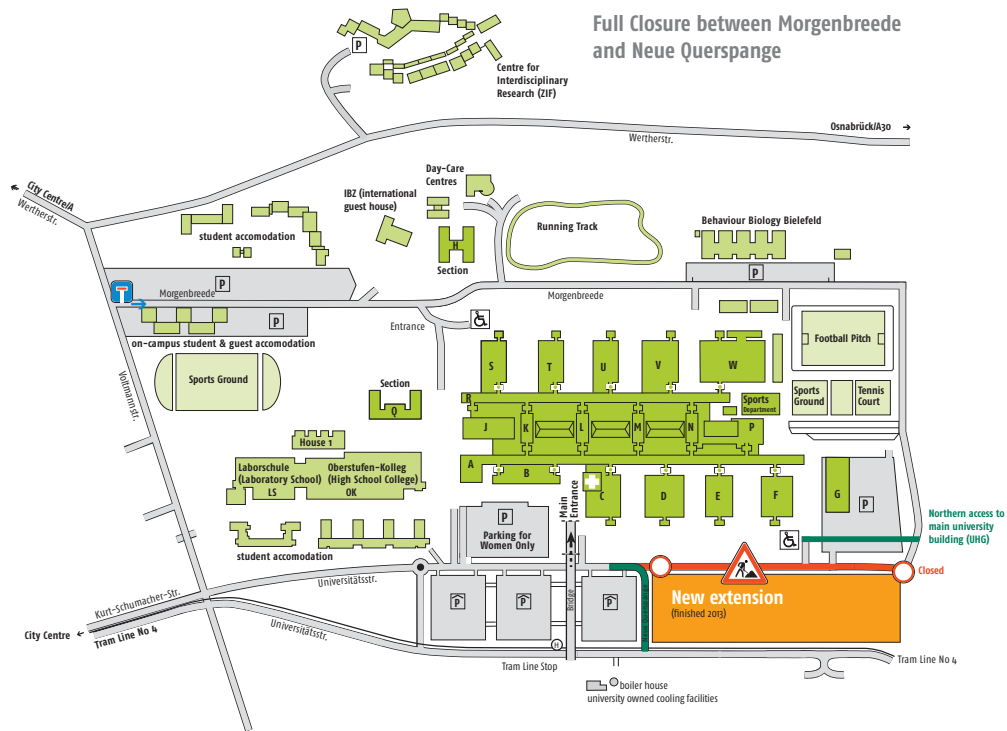 Full Closure between Morgenbreede
and Neue Querspange
P
Centre for
Interdisciplinary
Research (ZIF)
Osnabrück/A30
Wertherstr.
City Centre/A
Wertherstr.
Day-Care
Centres
IBZ (international
guest house)
student accomodation
H
Section
Running Track
Behaviour Biology Bielefeld
P
P
Morgenbreede
Morgenbreede
P
Entrance
on-campus student & guest accomodation
Voltmannstr.
Sports Ground
Section
Q
S
T
U
V
W
Football Pitch
R
J
K
L
M
N
P
Sports
Department
Sports
Ground
Tennis
Court
House 1
Laborschule
(Laboratory School)
LS
Oberstufen-Kolleg
(High School College)
OK
A
B
C
D
E
F
G
P
Main
Entrance
P
Parking for
Women Only
Northern access to
main university
building (UHG)
student accomodation
Closed
Universitätsstr.
Kurt-Schumacher-Str.
P
P
P
Bridge
Neue Querspange
New extension
(finished 2013)
City Centre
Tram Line No 4
Universitätsstr.
H
Tram Line Stop
Tram Line No 4
boiler house
university owned cooling facilities